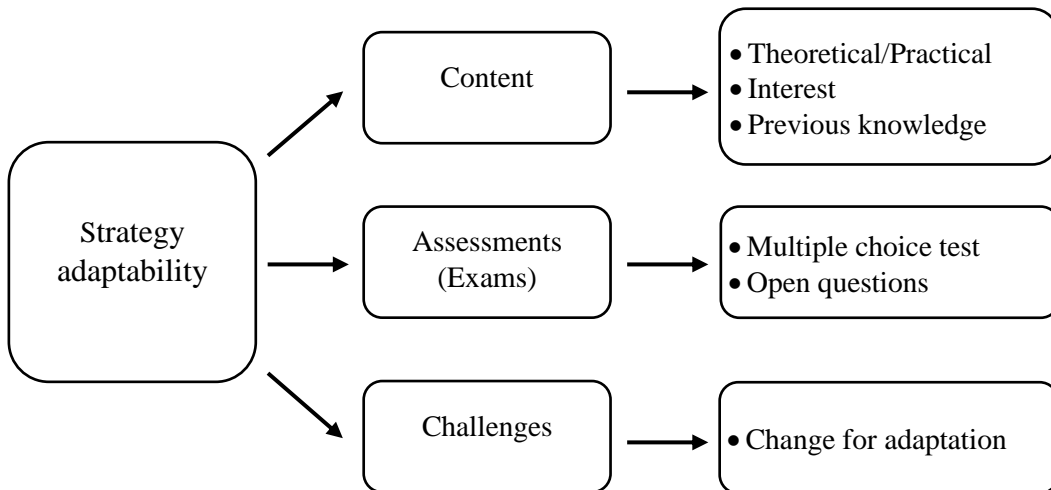 Strategy
adaptability
Content
• Theoretical/Practical
• Interest
• Previous knowledge
Assessments
(Exams)
• Multiple choice test
• Open questions
Challenges
• Change for adaptation